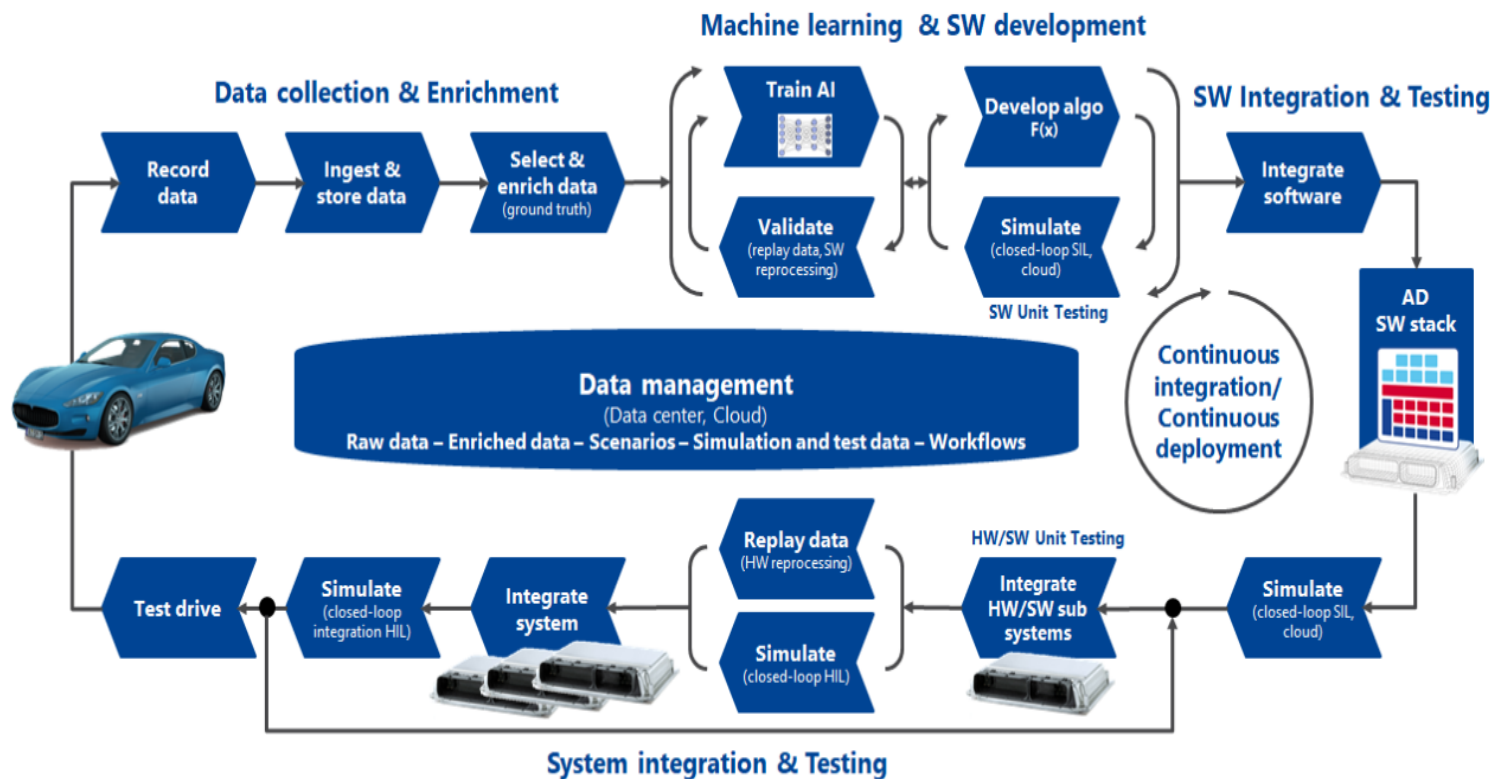 Machine learning & SW development
Data collection & Enrichment
SW Integration & Testing
Record
data
Ingest &
store data
Select &
enrich data
(ground truth)
Train AI
Validate
(replay data, SW
reprocessing)
Develop algo
F(x)
Simulate
(closed-loop SIL,
cloud)
SW Unit Testing
Integrate
software
AD
SW stack
Continuous
integration/
Continuous
deployment
Data management
(Data center, Cloud)
Raw data – Enriched data – Scenarios – Simulation and test data – Workflows
Simulate
(closed-loop SIL,
cloud)
HW/SW Unit Testing
Integrate
HW/SW sub
systems
Replay data
(HW reprocessing)
Simulate
(closed-loop HIL)
Integrate
system
Simulate
(closed-loop
integration HIL)
Test drive
System integration & Testing